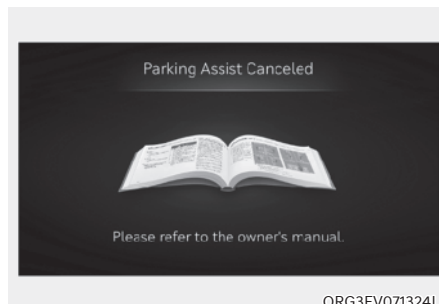 Parking Assist Canceled
Please refer to the owner's manual.
ORG3EV071324L